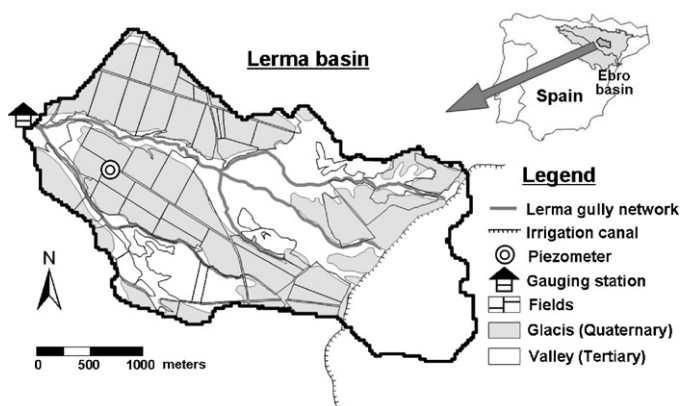 Lerma basin
Ebro
basin
Spain
Legend
Lerma gully network
Irrigation canal
Piezometer
Gauging station
Fields
Glacis (Quaternary)
Valley (Tertiary)
N
0 500 1000 meters